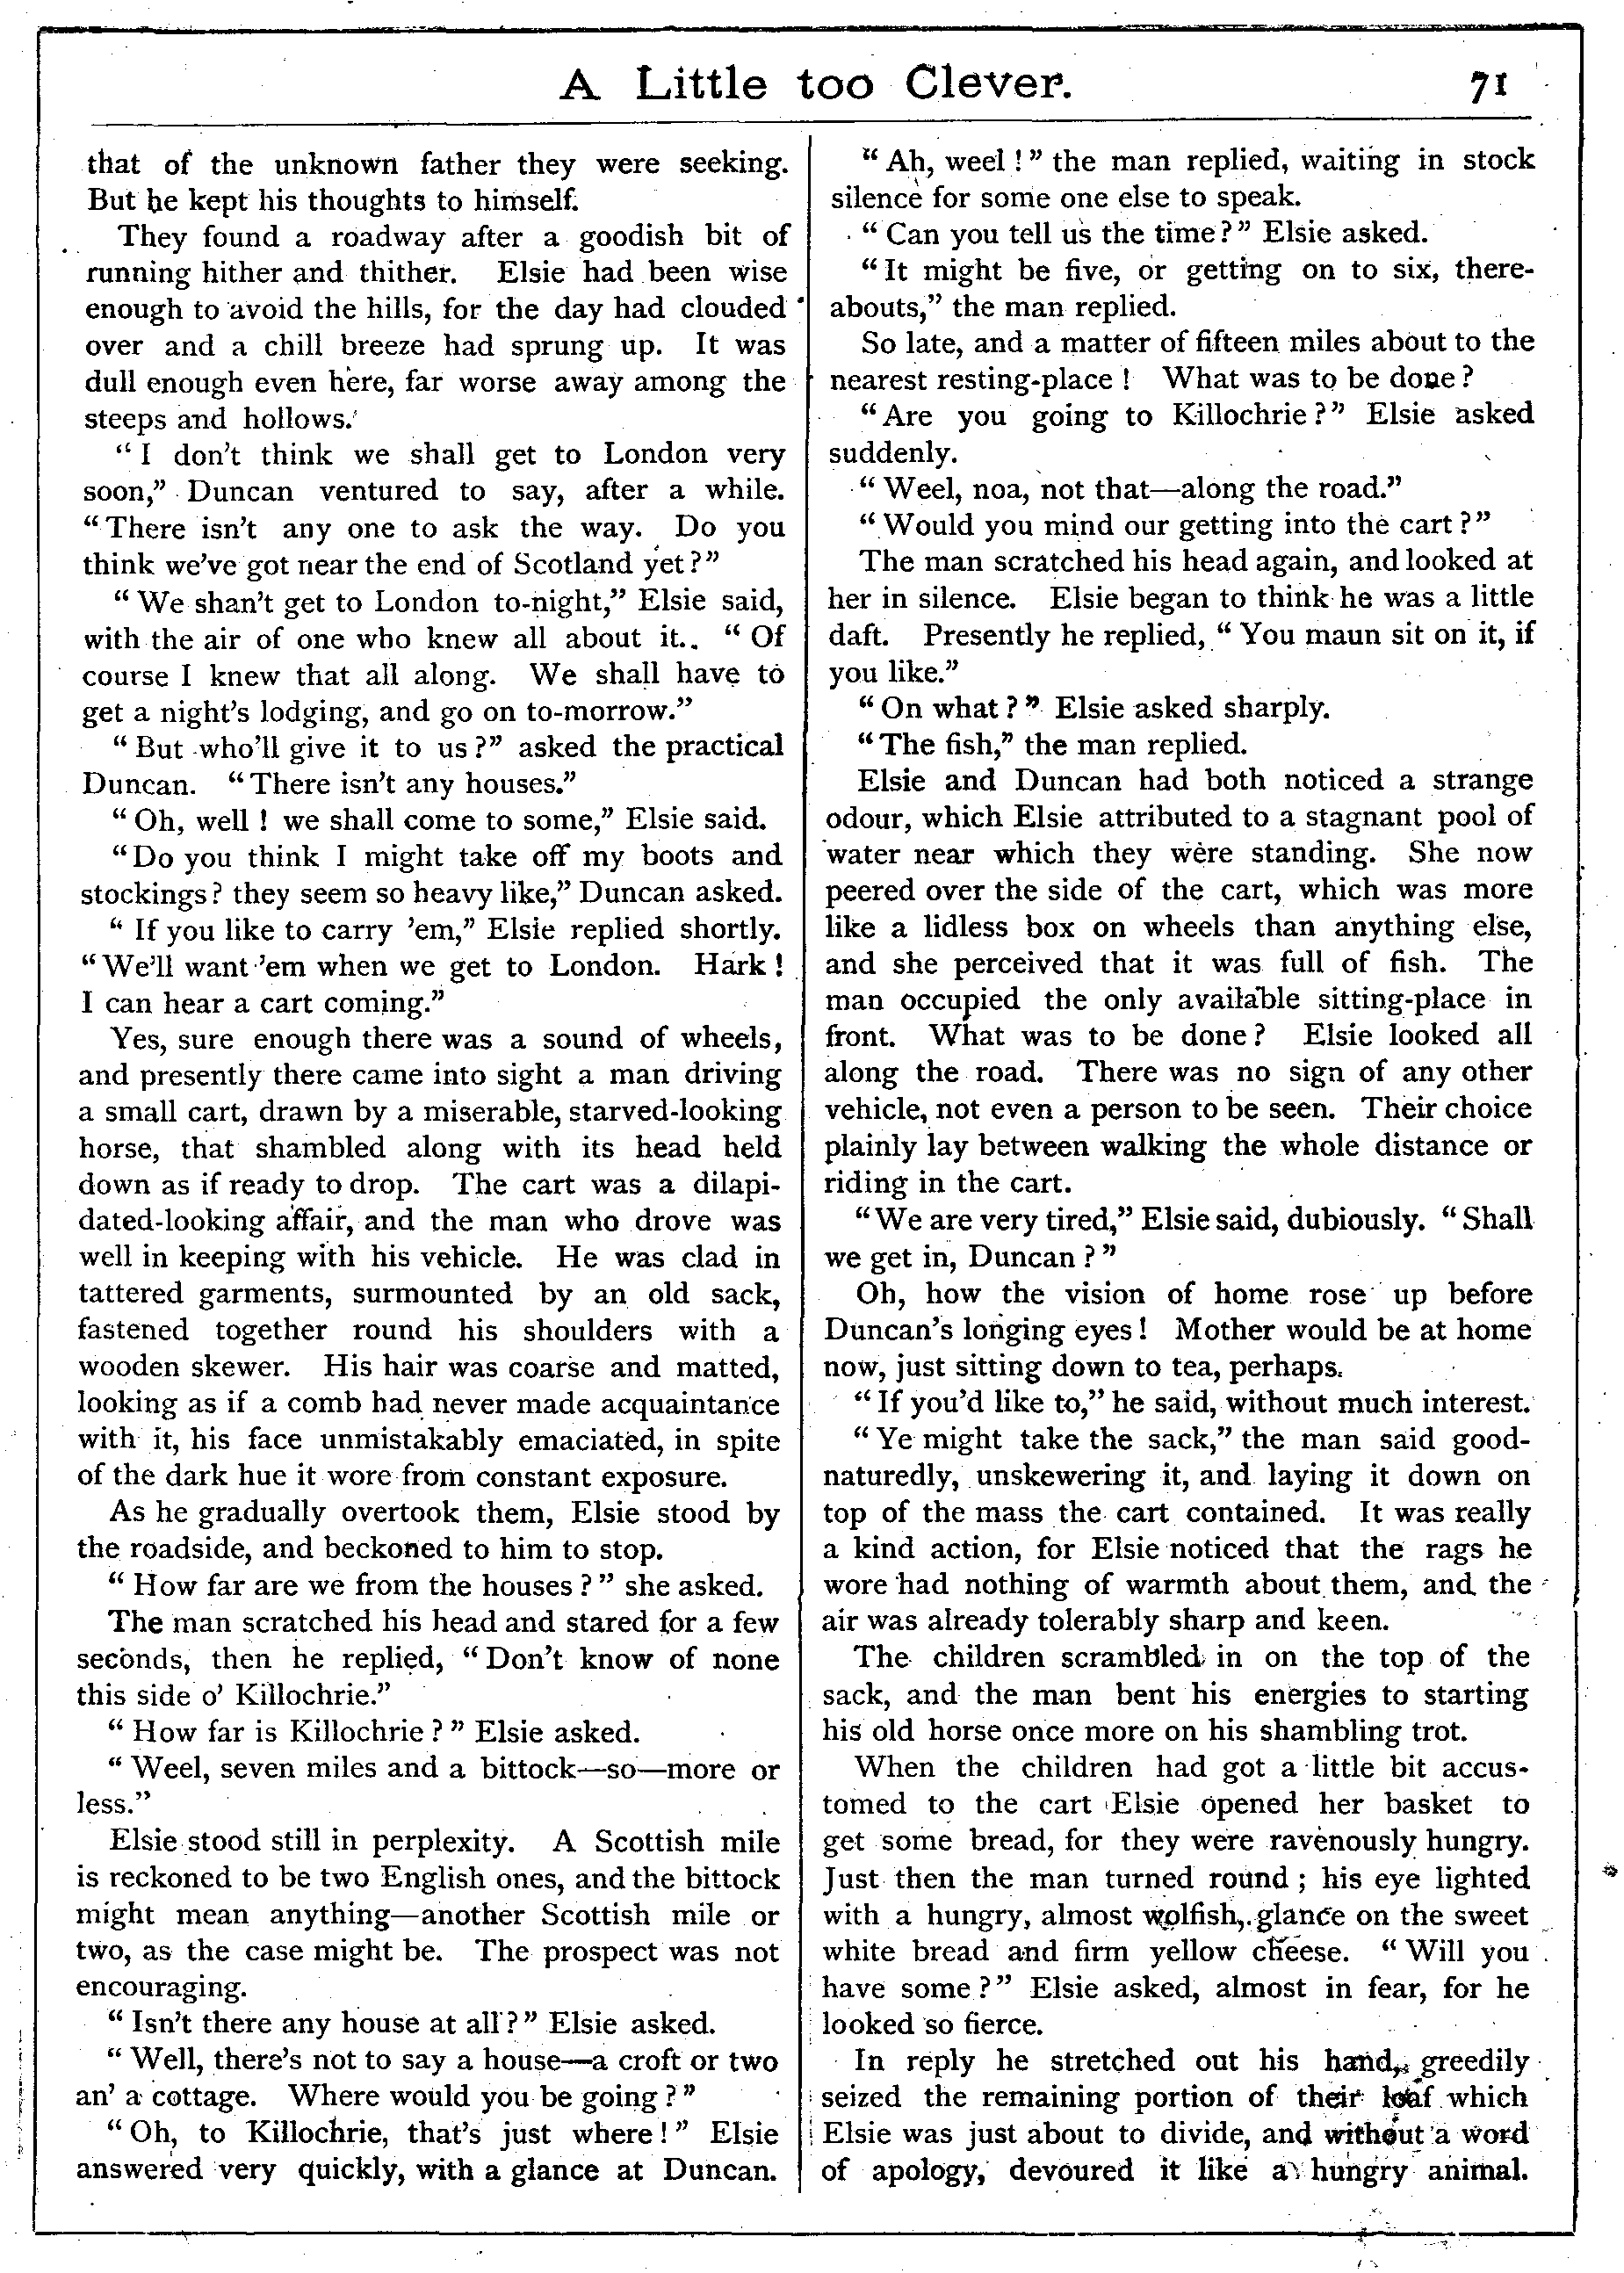 A Little too Clever.
71
that of the unknown father they were seeking.
But he kept his thoughts to himself.
They found a roadway after a goodish bit of
running hither and thither. Elsie had been wise
enough to avoid the hills, for the day had clouded
over and a chill breeze had sprung up. It was
dull enough even here, far worse away among the
steeps and hollows.
"I don't think we shall get to London very
soon," Duncan ventured to say, after a while.
"There isn't any one to ask the way. Do you
think we've got near the end of Scotland yet?"
"We shan't get to London to-night," Elsie said,
with the air of one who knew all about it. "Of
course I knew that all along. We shall have to
get a night's lodging, and go on to-morrow."
"But who'll give it to us?" asked the practical
Duncan. "There isn't any houses."
"Oh, well! we shall come to some," Elsie said.
"Do you think I might take off my boots and
stockings? they seem so heavy like," Duncan asked.
"If you like to carry 'em," Elsie replied shortly.
"We'll want 'em when we get to London. Hark!
I can hear a cart coming."
Yes, sure enough there was a sound of wheels,
and presently there came into sight a man driving
a small cart, drawn by a miserable, starved-looking
horse, that shambled along with its head held
down as if ready to drop. The cart was a dilapi-
dated-looking affair, and the man who drove was
well in keeping with his vehicle. He was clad in
tattered garments, surmounted by an old sack,
fastened together round his shoulders with a
wooden skewer. His hair was coarse and matted,
looking as if a comb had never made acquaintance
with it, his face unmistakably emaciated, in spite
of the dark hue it wore from constant exposure.
As he gradually overtook them, Elsie stood by
the roadside, and beckoned to him to stop.
"How far are we from the houses?" she asked.
The man scratched his head and stared for a few
seconds, then he replied, "Don't know of none
this side o' Killochrie."
"How far is Killochrie?" Elsie asked.
"Weel, seven miles and a bittock—so—more or
less."
Elsie stood still in perplexity. A Scottish mile
is reckoned to be two English ones, and the bittock
might mean anything—another Scottish mile or
two, as the case might be. The prospect was not
encouraging.
"Isn't there any house at all?" Elsie asked.
"Well, there's not to say a house—a croft or two
an' a cottage. Where would you be going?"
"Oh, to Killochrie, that's just where!" Elsie
answered very quickly, with a glance at Duncan.
"Ah, weel!" the man replied, waiting in stock
silence for some one else to speak.
"Can you tell us the time?" Elsie asked.
"It might be five, or getting on to six, there-
abouts," the man replied.
So late, and a matter of fifteen miles about to the
nearest resting-place! What was to be done?
"Are you going to Killochrie?" Elsie asked
suddenly.
"Weel, noa, not that—along the road."
"Would you mind our getting into the cart?"
The man scratched his head again, and looked at
her in silence. Elsie began to think he was a little
daft. Presently he replied, "You maun sit on it, if
you like."
"On what?" Elsie asked sharply.
"The fish," the man replied.
Elsie and Duncan had both noticed a strange
odour, which Elsie attributed to a stagnant pool of
water near which they were standing. She now
peered over the side of the cart, which was more
like a lidless box on wheels than anything else,
and she perceived that it was full of fish. The
man occupied the only available sitting-place in
front. What was to be done? Elsie looked all
along the road. There was no sign of any other
vehicle, not even a person to be seen. Their choice
plainly lay between walking the whole distance or
riding in the cart.
"We are very tired," Elsie said, dubiously. "Shall
we get in, Duncan?"
Oh, how the vision of home rose up before
Duncan's longing eyes! Mother would be at home
now, just sitting down to tea, perhaps.
"If you'd like to," he said, without much interest.
"Ye might take the sack," the man said good-
naturedly, unskewering it, and laying it down on
top of the mass the cart contained. It was really
a kind action, for Elsie noticed that the rags he
wore had nothing of warmth about them, and the
air was already tolerably sharp and keen.
The children scrambled in on the top of the
sack, and the man bent his energies to starting
his old horse once more on his shambling trot.
When the children had got a little bit accus-
tomed to the cart Elsie opened her basket to
get some bread, for they were ravenously hungry.
Just then the man turned round; his eye lighted
with a hungry, almost wolfish, glance on the sweet
white bread and firm yellow cheese. "Will you
have some?" Elsie asked, almost in fear, for he
looked so fierce.
In reply he stretched out his hand, greedily
seized the remaining portion of their loaf which
Elsie was just about to divide, and without a word
of apology, devoured it like a hungry animal.